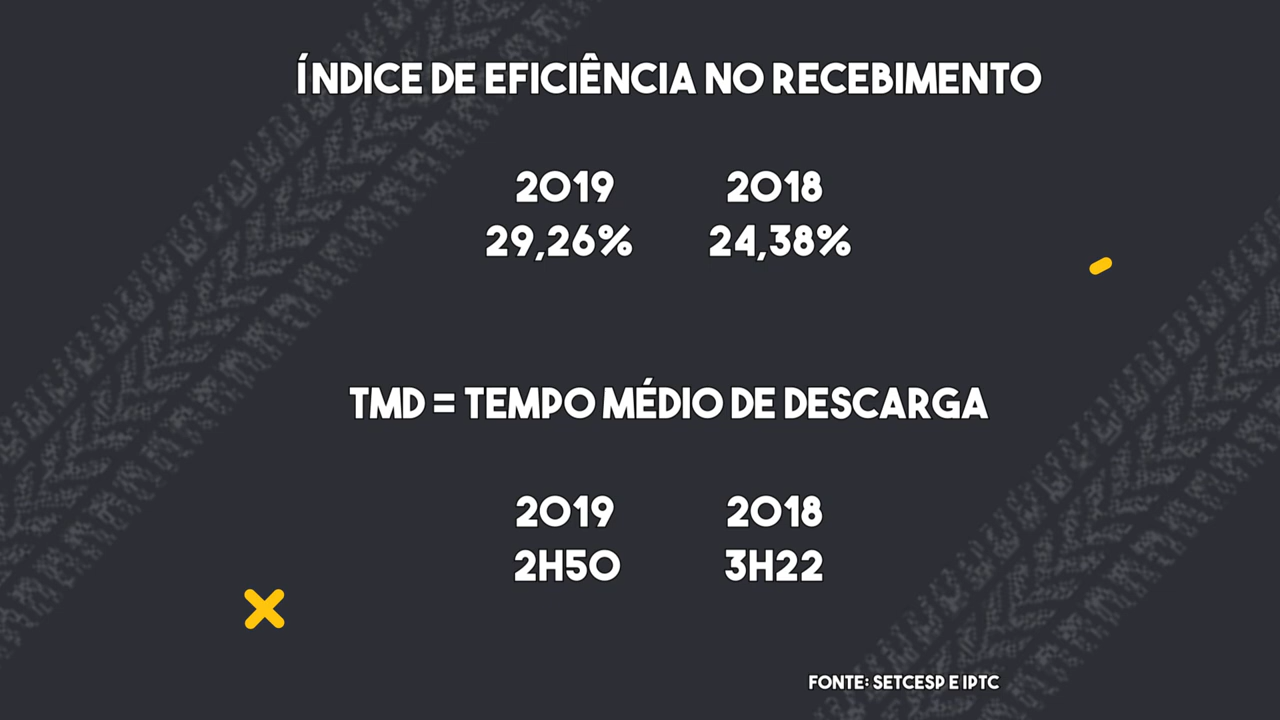 ÍNDICE DE EFICIÊNCIA NO RECEBIMENTO
2019 2018
29,26% 24,38%
TMD = TEMPO MÉDIO DE DESCARGA
2019 2018
2H50 3H22
FONTE: SETCESP E IPTC